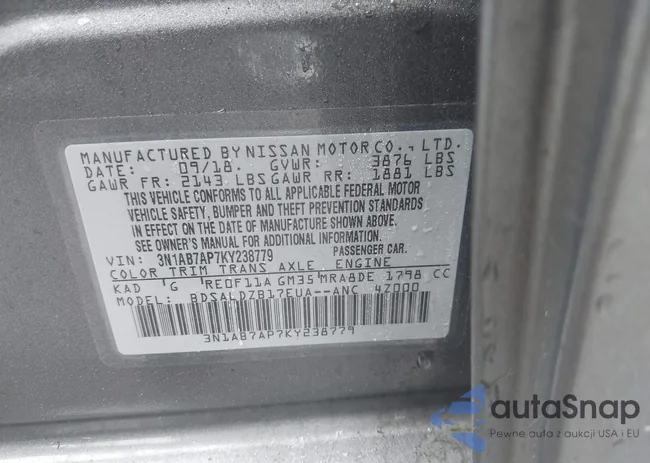 MANUFACTURED BY NISSAN MOTOR CO., LTD.
DATE: 09/18 GVWR: 3876 LBS
GAWR FR: 2143 LBS GAWR RR: 1881 LBS
THIS VEHICLE CONFORMS TO ALL APPLICABLE FEDERAL MOTOR
VEHICLE SAFETY, BUMPER AND THEFT PREVENTION STANDARDS
IN EFFECT ON THE DATE OF MANUFACTURE SHOWN ABOVE.
SEE OWNER'S MANUAL FOR ADDITIONAL INFORMATION.
VIN: 3N1AB7AP7KY238779 PASSENGER CAR.
COLOR TRIM TRANS AXLE ENGINE
KAD G RE0F11A GM35 MRA8DE 1798 CC
MODEL: BDSALDZB17EUA--ANC 4Z000
3N1AB7AP7KY238779
autaSnap
Pewne auta z aukcji USA i EU